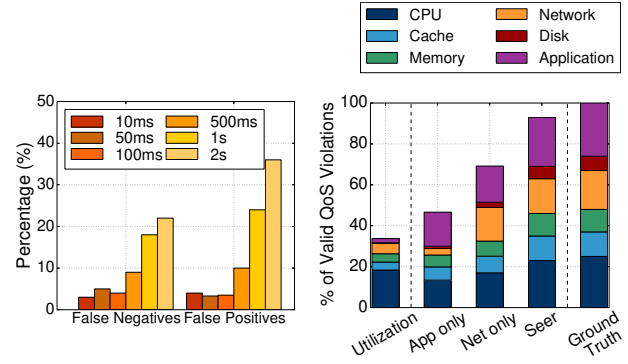 CPU
Cache
Memory
Network
Disk
Application
Percentage (%)
50
40
30
20
10
0
10ms
50ms
100ms
500ms
1s
2s
False Negatives
False Positives
% of Valid QoS Violations
100
80
60
40
20
0
Utilization
App only
Net only
Seer
Ground
Truth